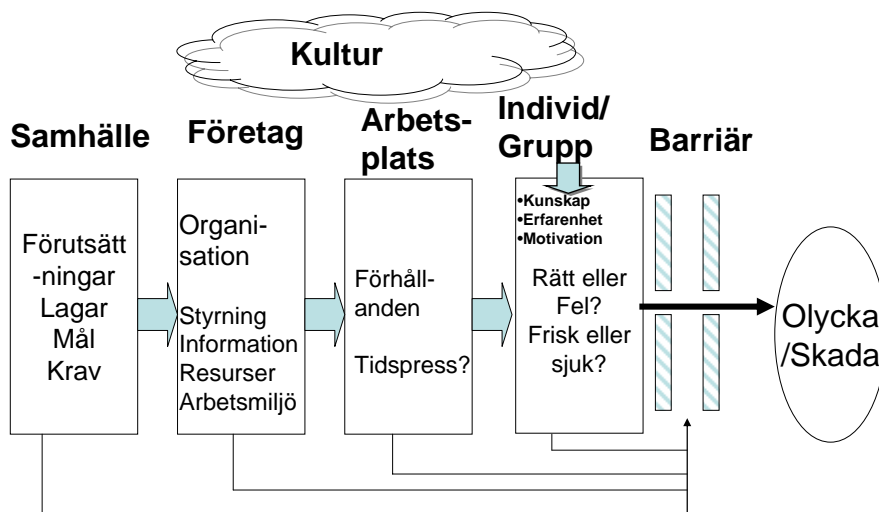 Kultur
Samhälle
Företag
Arbets-
plats
Individ/
Grupp
Barriär
Förutsätt
-ningar
Lagar
Mål
Krav
Organi-
sation
Styrning
Information
Resurser
Arbetsmiljö
Förhåll-
anden
Tidspress?
•Kunskap
•Erfarenhet
•Motivation
Rätt eller
Fel?
Frisk eller
sjuk?
Olycka
/Skada